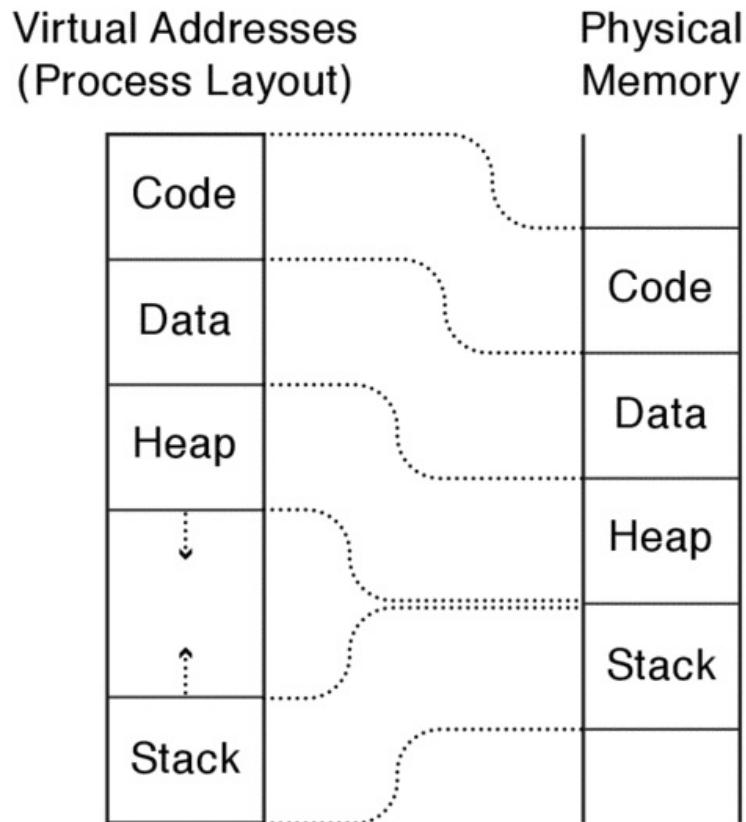 Virtual Addresses
(Process Layout)
Physical
Memory
Code
Data
Heap
Stack
Code
Data
Heap
Stack